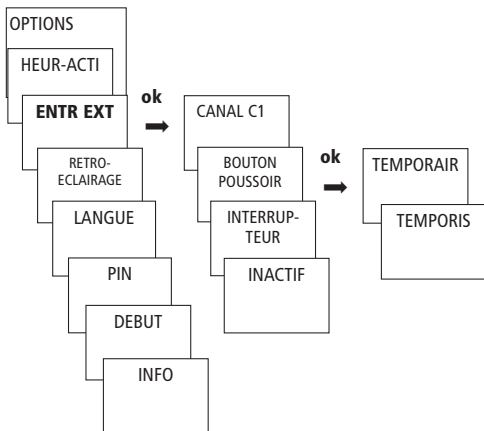 OPTIONS
HEUR-ACTI
ENTR EXT
RETRO-
ECLAIRAGE
LANGUE
PIN
DEBUT
INFO
ok
CANAL C1
BOUTON
POUSSOIR
INTERRUP-
TEUR
INACTIF
ok
TEMPORAIR
TEMPORIS